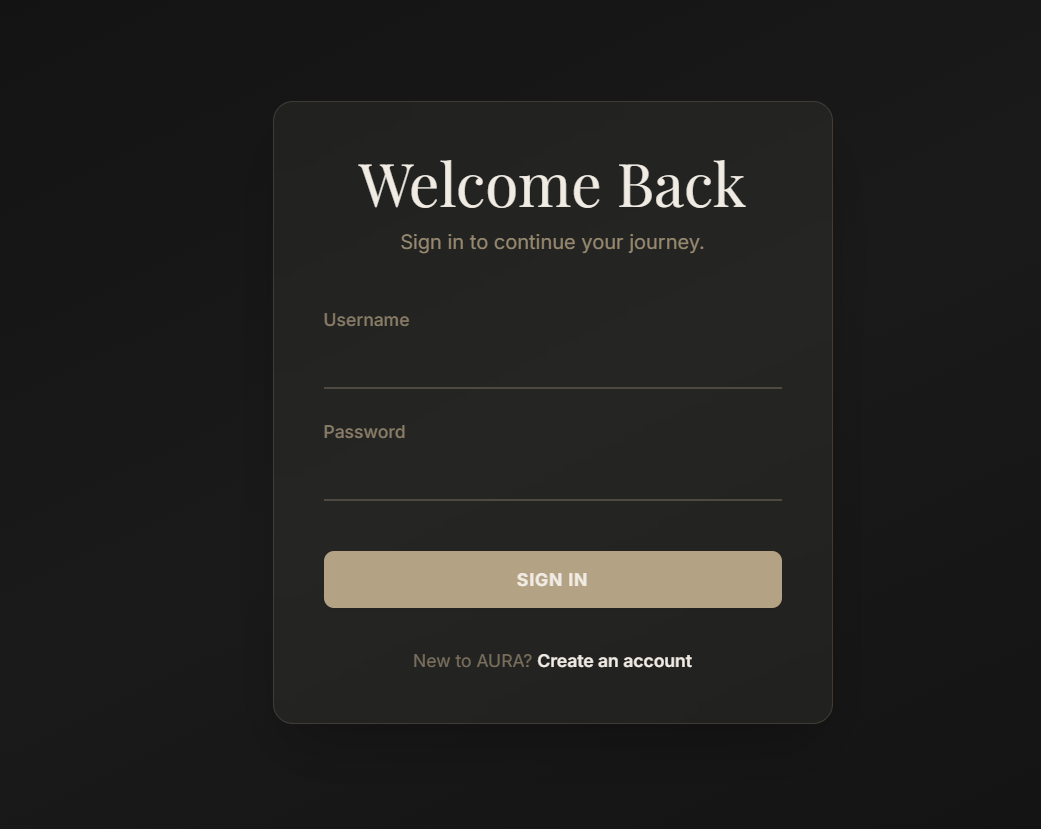 Welcome Back
Sign in to continue your journey.
Username
Password
SIGN IN
New to AURA? Create an account